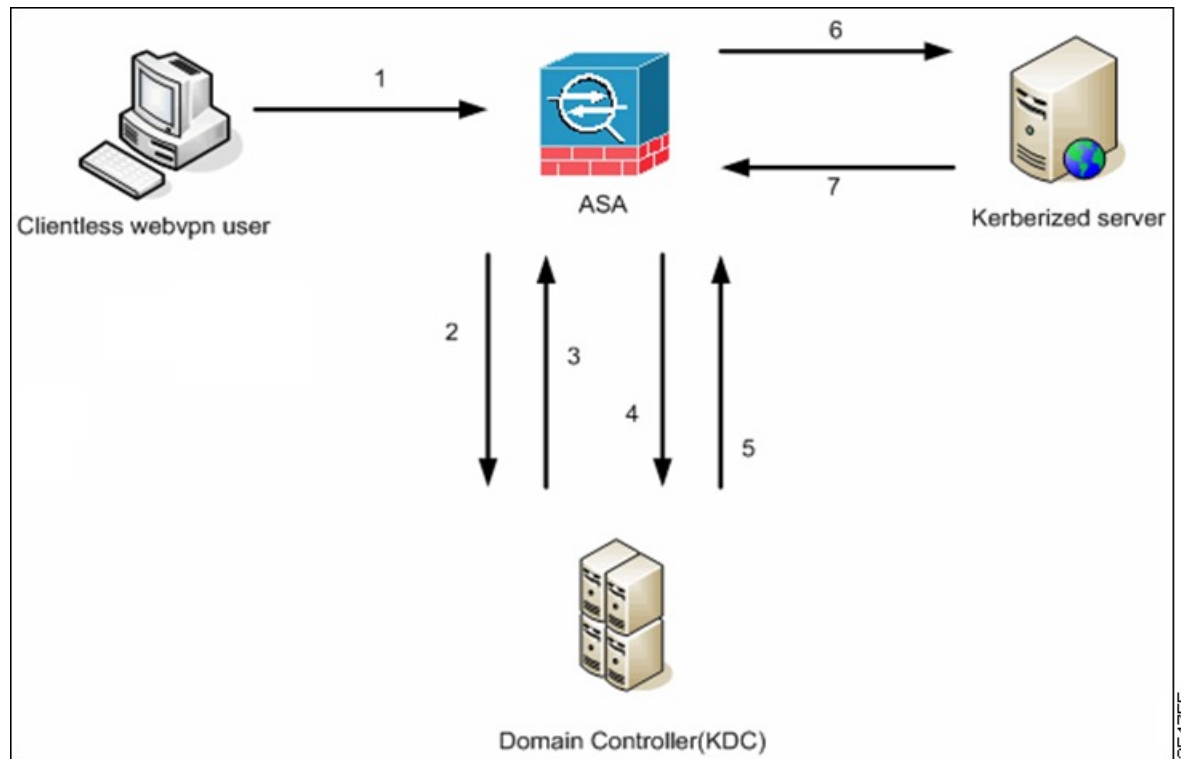 6
1
ASA
7
Clientless webvpn user
Kerberized server
2
3
4
5
Domain Controller(KDC)